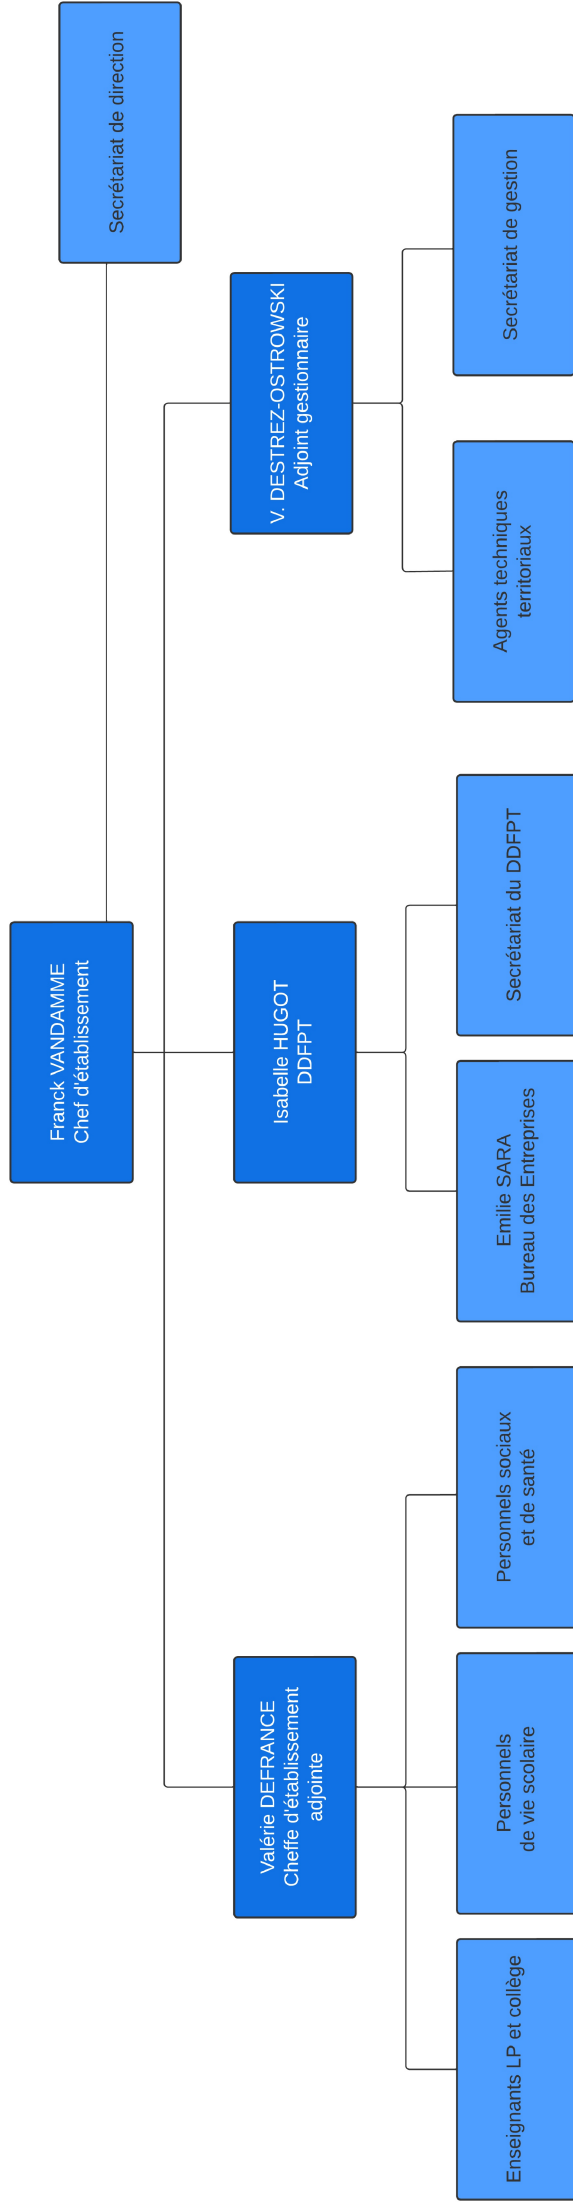 Secrétariat de direction
Franck VANDAMME
Chef d'établissement
Valérie DEFRANCE
Cheffe d'établissement
adjointe
Isabelle HUGOT
DDFPT
V. DESTREZ-OSTROWSKI
Adjoint gestionnaire
Enseignants LP et collège
Personnels
de vie scolaire
Personnels sociaux
et de santé
Emilie SARA
Bureau des Entreprises
Secrétariat du DDFPT
Agents techniques
territoriaux
Secrétariat de gestion